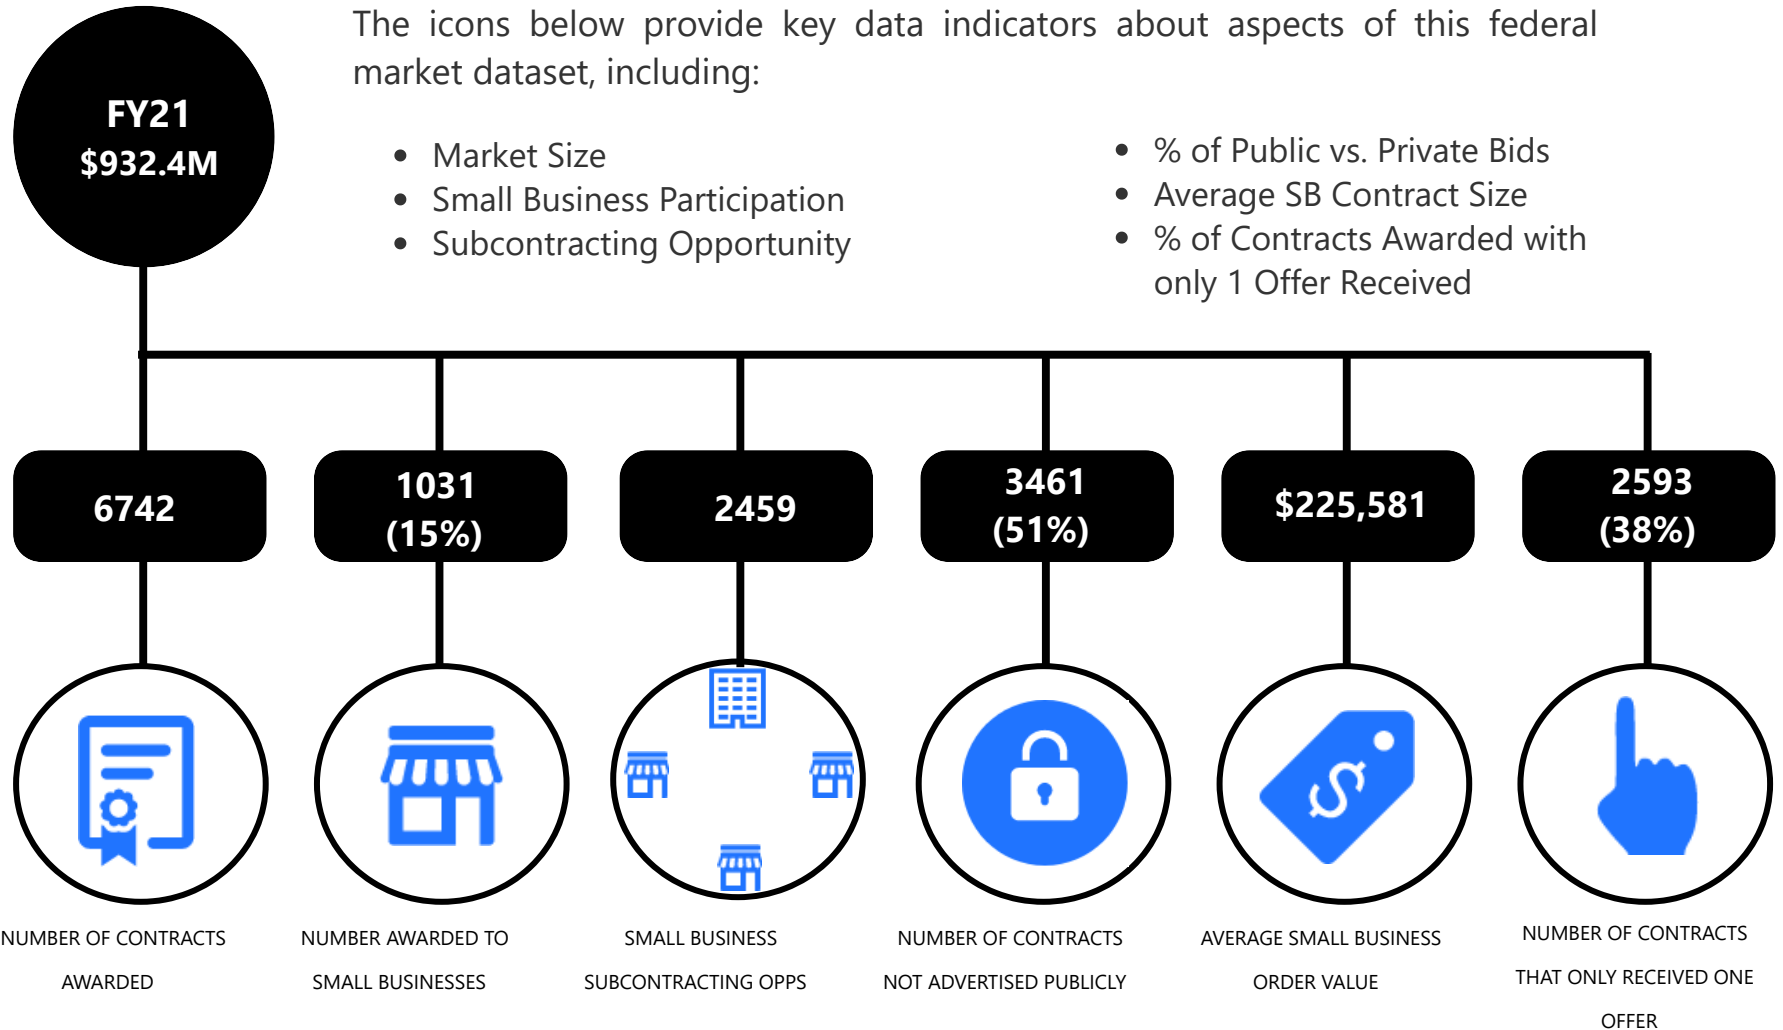 FY21
$932.4M
The icons below provide key data indicators about aspects of this federal
market dataset, including:
• Market Size
• Small Business Participation
• Subcontracting Opportunity
• % of Public vs. Private Bids
• Average SB Contract Size
• % of Contracts Awarded with
only 1 Offer Received
6742
1031
(15%)
2459
3461
(51%)
$225,581
2593
(38%)
$
NUMBER OF CONTRACTS
AWARDED
NUMBER AWARDED TO
SMALL BUSINESSES
SMALL BUSINESS
SUBCONTRACTING OPPS
NUMBER OF CONTRACTS
NOT ADVERTISED PUBLICLY
AVERAGE SMALL BUSINESS
ORDER VALUE
NUMBER OF CONTRACTS
THAT ONLY RECEIVED ONE
OFFER